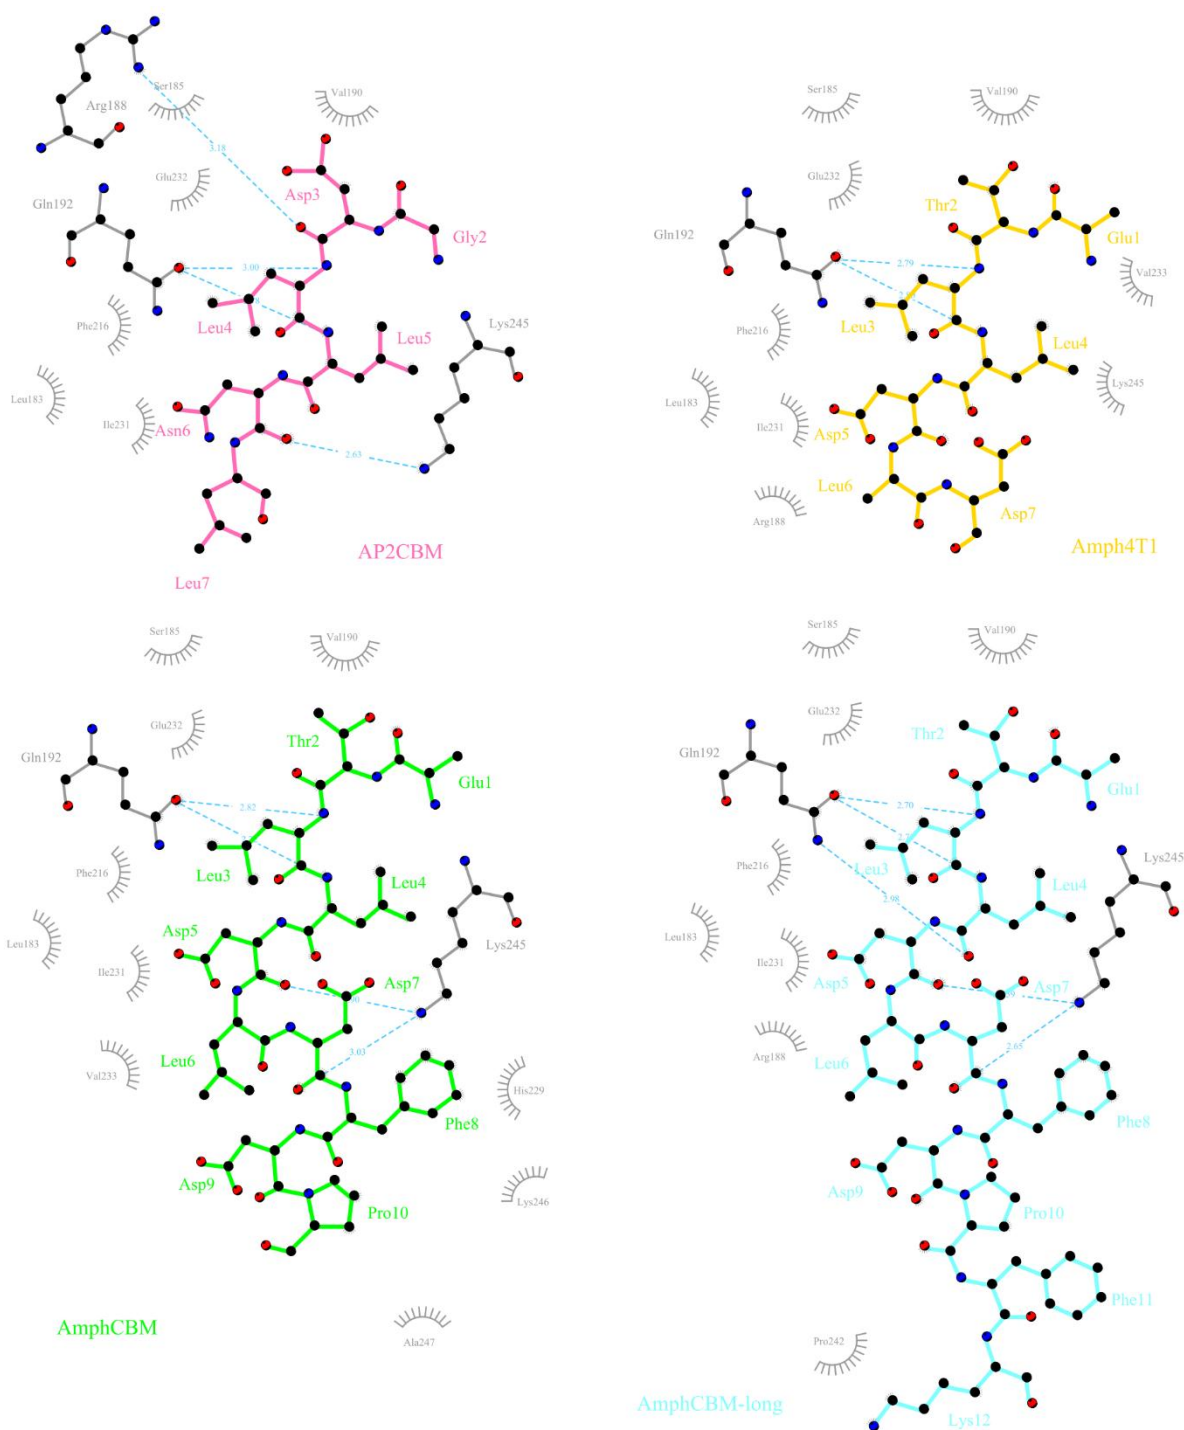 Ser185
Val190
Arg188
3.18
Glu232
Asp3
Gln192
Gly2
3.00
Phe216
Leu4
Lys245
Leu5
Leu183
Ile231
Asn6
2.63
AP2CBM
Leu7
Ser185
Val190
Glu232
Thr2
Gln192
Glu1
2.79
Val233
Phe216
Leu3
Leu4
Lys245
Leu183
Ile231
Asp5
Leu6
Asp7
Arg188
Amph4T1
Ser185
Val190
Glu232
Thr2
Gln192
Glu1
2.82
Phe216
Leu3
Leu4
Asp5
Leu183
Lys245
Ile231
Asp7
3.03
Val233
Leu6
His229
Phe8
Asp9
Lys246
Pro10
AmphCBM
Ala247
Ser185
Val190
Glu232
Thr2
Gln192
Glu1
2.70
Phe216
Leu3
Lys245
Leu4
2.98
Leu183
Ile231
Asp5
Asp7
Arg188
2.65
Leu6
Phe8
Asp9
Pro10
Phe11
Pro242
AmphCBM-long
Lys12